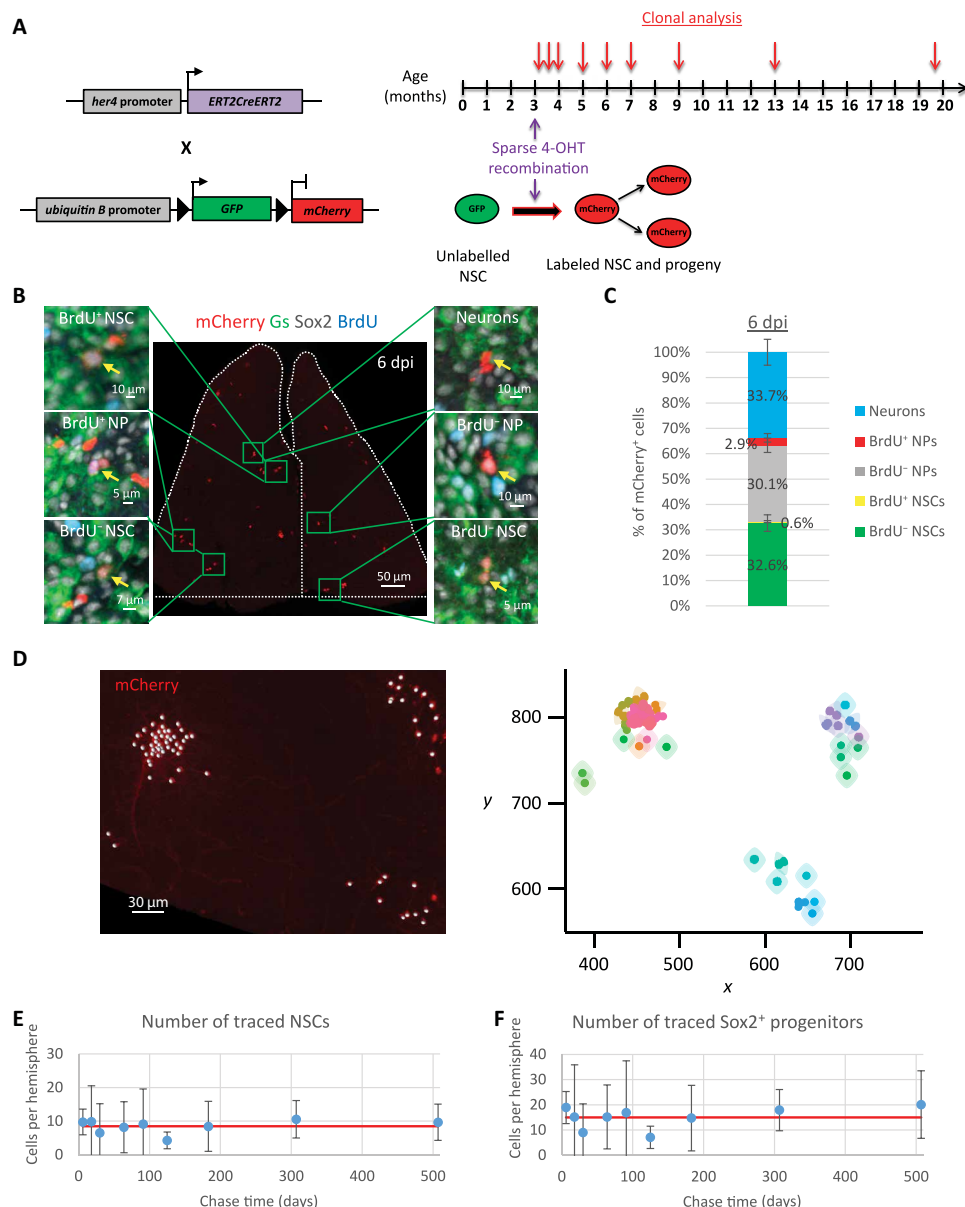 A
Clonal analysis
her4 promoter
ERT2CreERT2
Age
(months)
0 1 2 3 4 5 6 7 8 9 10 11 12 13 14 15 16 17 18 19 20
X
Sparse 4-OHT
recombination
ubiquitin B promoter
GFP
mCherry
GFP
mCherry
mCherry
mCherry
Unlabelled
NSC
Labeled NSC and progeny
B
mCherry Gs Sox2 BrdU
6 dpi
50 µm
BrdU+ NSC
10 µm
BrdU+ NP
5 µm
BrdU− NSC
7 µm
Neurons
10 µm
BrdU− NP
10 µm
BrdU− NSC
5 µm
C
6 dpi
% of mCherry+ cells
100%
90%
80%
70%
60%
50%
40%
30%
20%
10%
0%
33.7%
2.9%
30.1%
0.6%
32.6%
Neurons
BrdU+ NPs
BrdU− NPs
BrdU+ NSCs
BrdU− NSCs
D
mCherry
30 µm
y
800
700
600
400 500 600 700
x
E
Number of traced NSCs
Cells per hemisphere
30
20
10
0
0 100 200 300 400 500
Chase time (days)
F
Number of traced Sox2+ progenitors
Cells per hemisphere
40
30
20
10
0
0 100 200 300 400 500
Chase time (days)